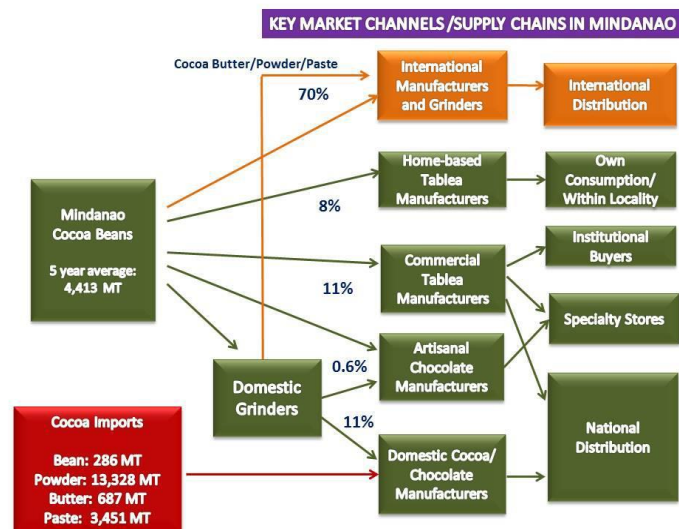 KEY MARKET CHANNELS /SUPPLY CHAINS IN MINDANAO
Cocoa Butter/Powder/Paste
70%
International
Manufacturers
and Grinders
International
Distribution
Home-based
Tablea
Manufacturers
Own
Consumption/
Within Locality
8%
Mindanao
Cocoa Beans
5 year average:
4,413 MT
Commercial
Tablea
Manufacturers
Institutional
Buyers
11%
Specialty Stores
Artisanal
Chocolate
Manufacturers
0.6%
Domestic
Grinders
11%
National
Distribution
Cocoa Imports
Bean: 286 MT
Powder: 13,328 MT
Butter: 687 MT
Paste: 3,451 MT
Domestic Cocoa/
Chocolate
Manufacturers